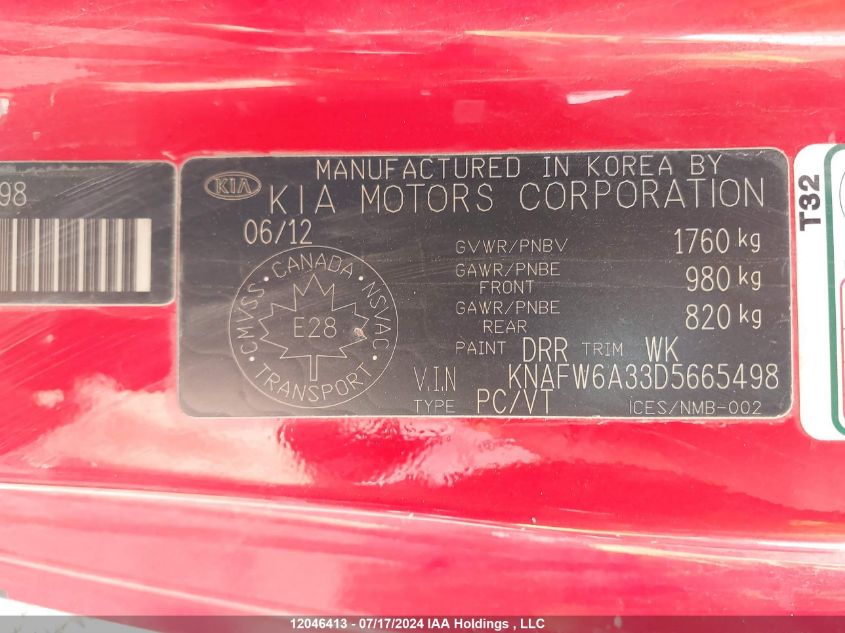 98
KIA
MANUFACTURED IN KOREA BY
KIA MOTORS CORPORATION
06/12
GVWR/PNBV 1760 kg
GAWR/PNBE FRONT 980 kg
GAWR/PNBE REAR 820 kg
CANADA
CMVSS NSVAC
E28
TRANSPORT
PAINT DRR TRIM WK
V.I.N KNAFW6A33D5665498
TYPE PC/VT ICES/NMB-002
T32
12046413 - 07/17/2024 IAA Holdings , LLC